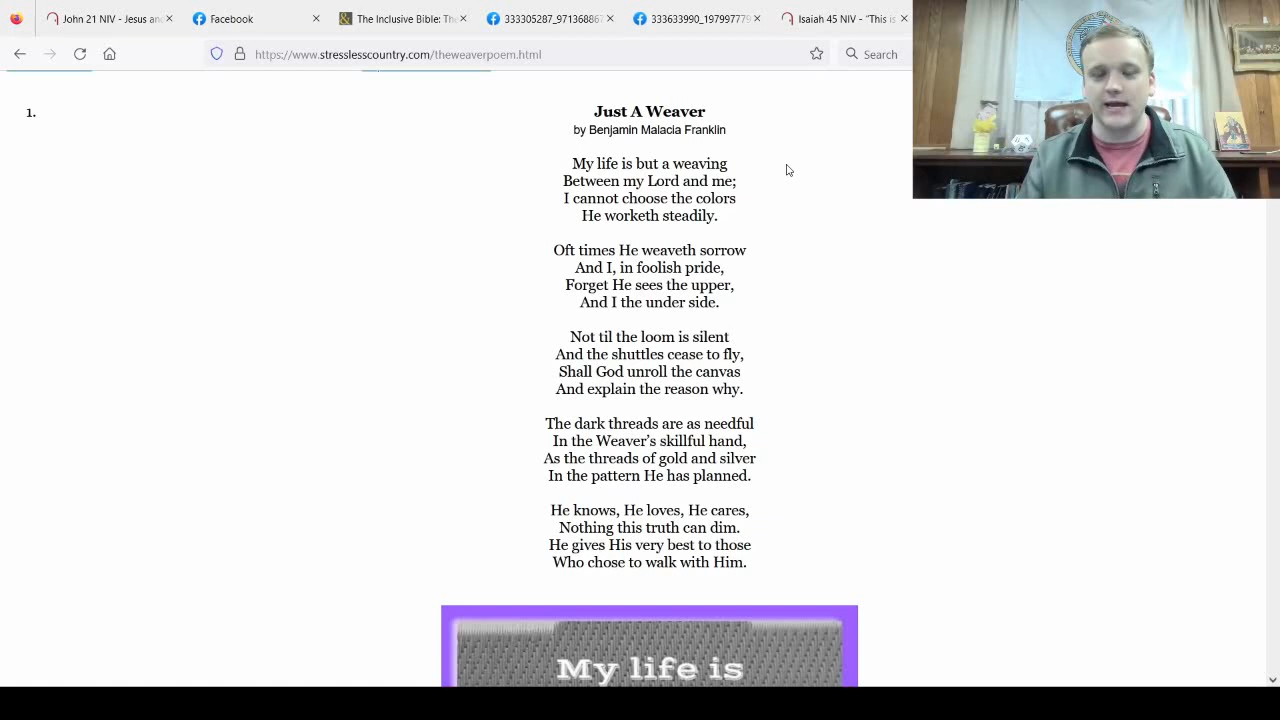 John 21 NIV - Jesus and
Facebook
The Inclusive Bible: The
333305287_971368867
333633990_197997779
Isaiah 45 NIV - "This is
https://www.stresslesscountry.com/theweaverpoem.html
Search
1.
Just A Weaver
by Benjamin Malacia Franklin
My life is but a weaving
Between my Lord and me;
I cannot choose the colors
He worketh steadily.
Oft times He weaveth sorrow
And I, in foolish pride,
Forget He sees the upper,
And I the under side.
Not til the loom is silent
And the shuttles cease to fly,
Shall God unroll the canvas
And explain the reason why.
The dark threads are as needful
In the Weaver's skillful hand,
As the threads of gold and silver
In the pattern He has planned.
He knows, He loves, He cares,
Nothing this truth can dim.
He gives His very best to those
Who chose to walk with Him.
My life is